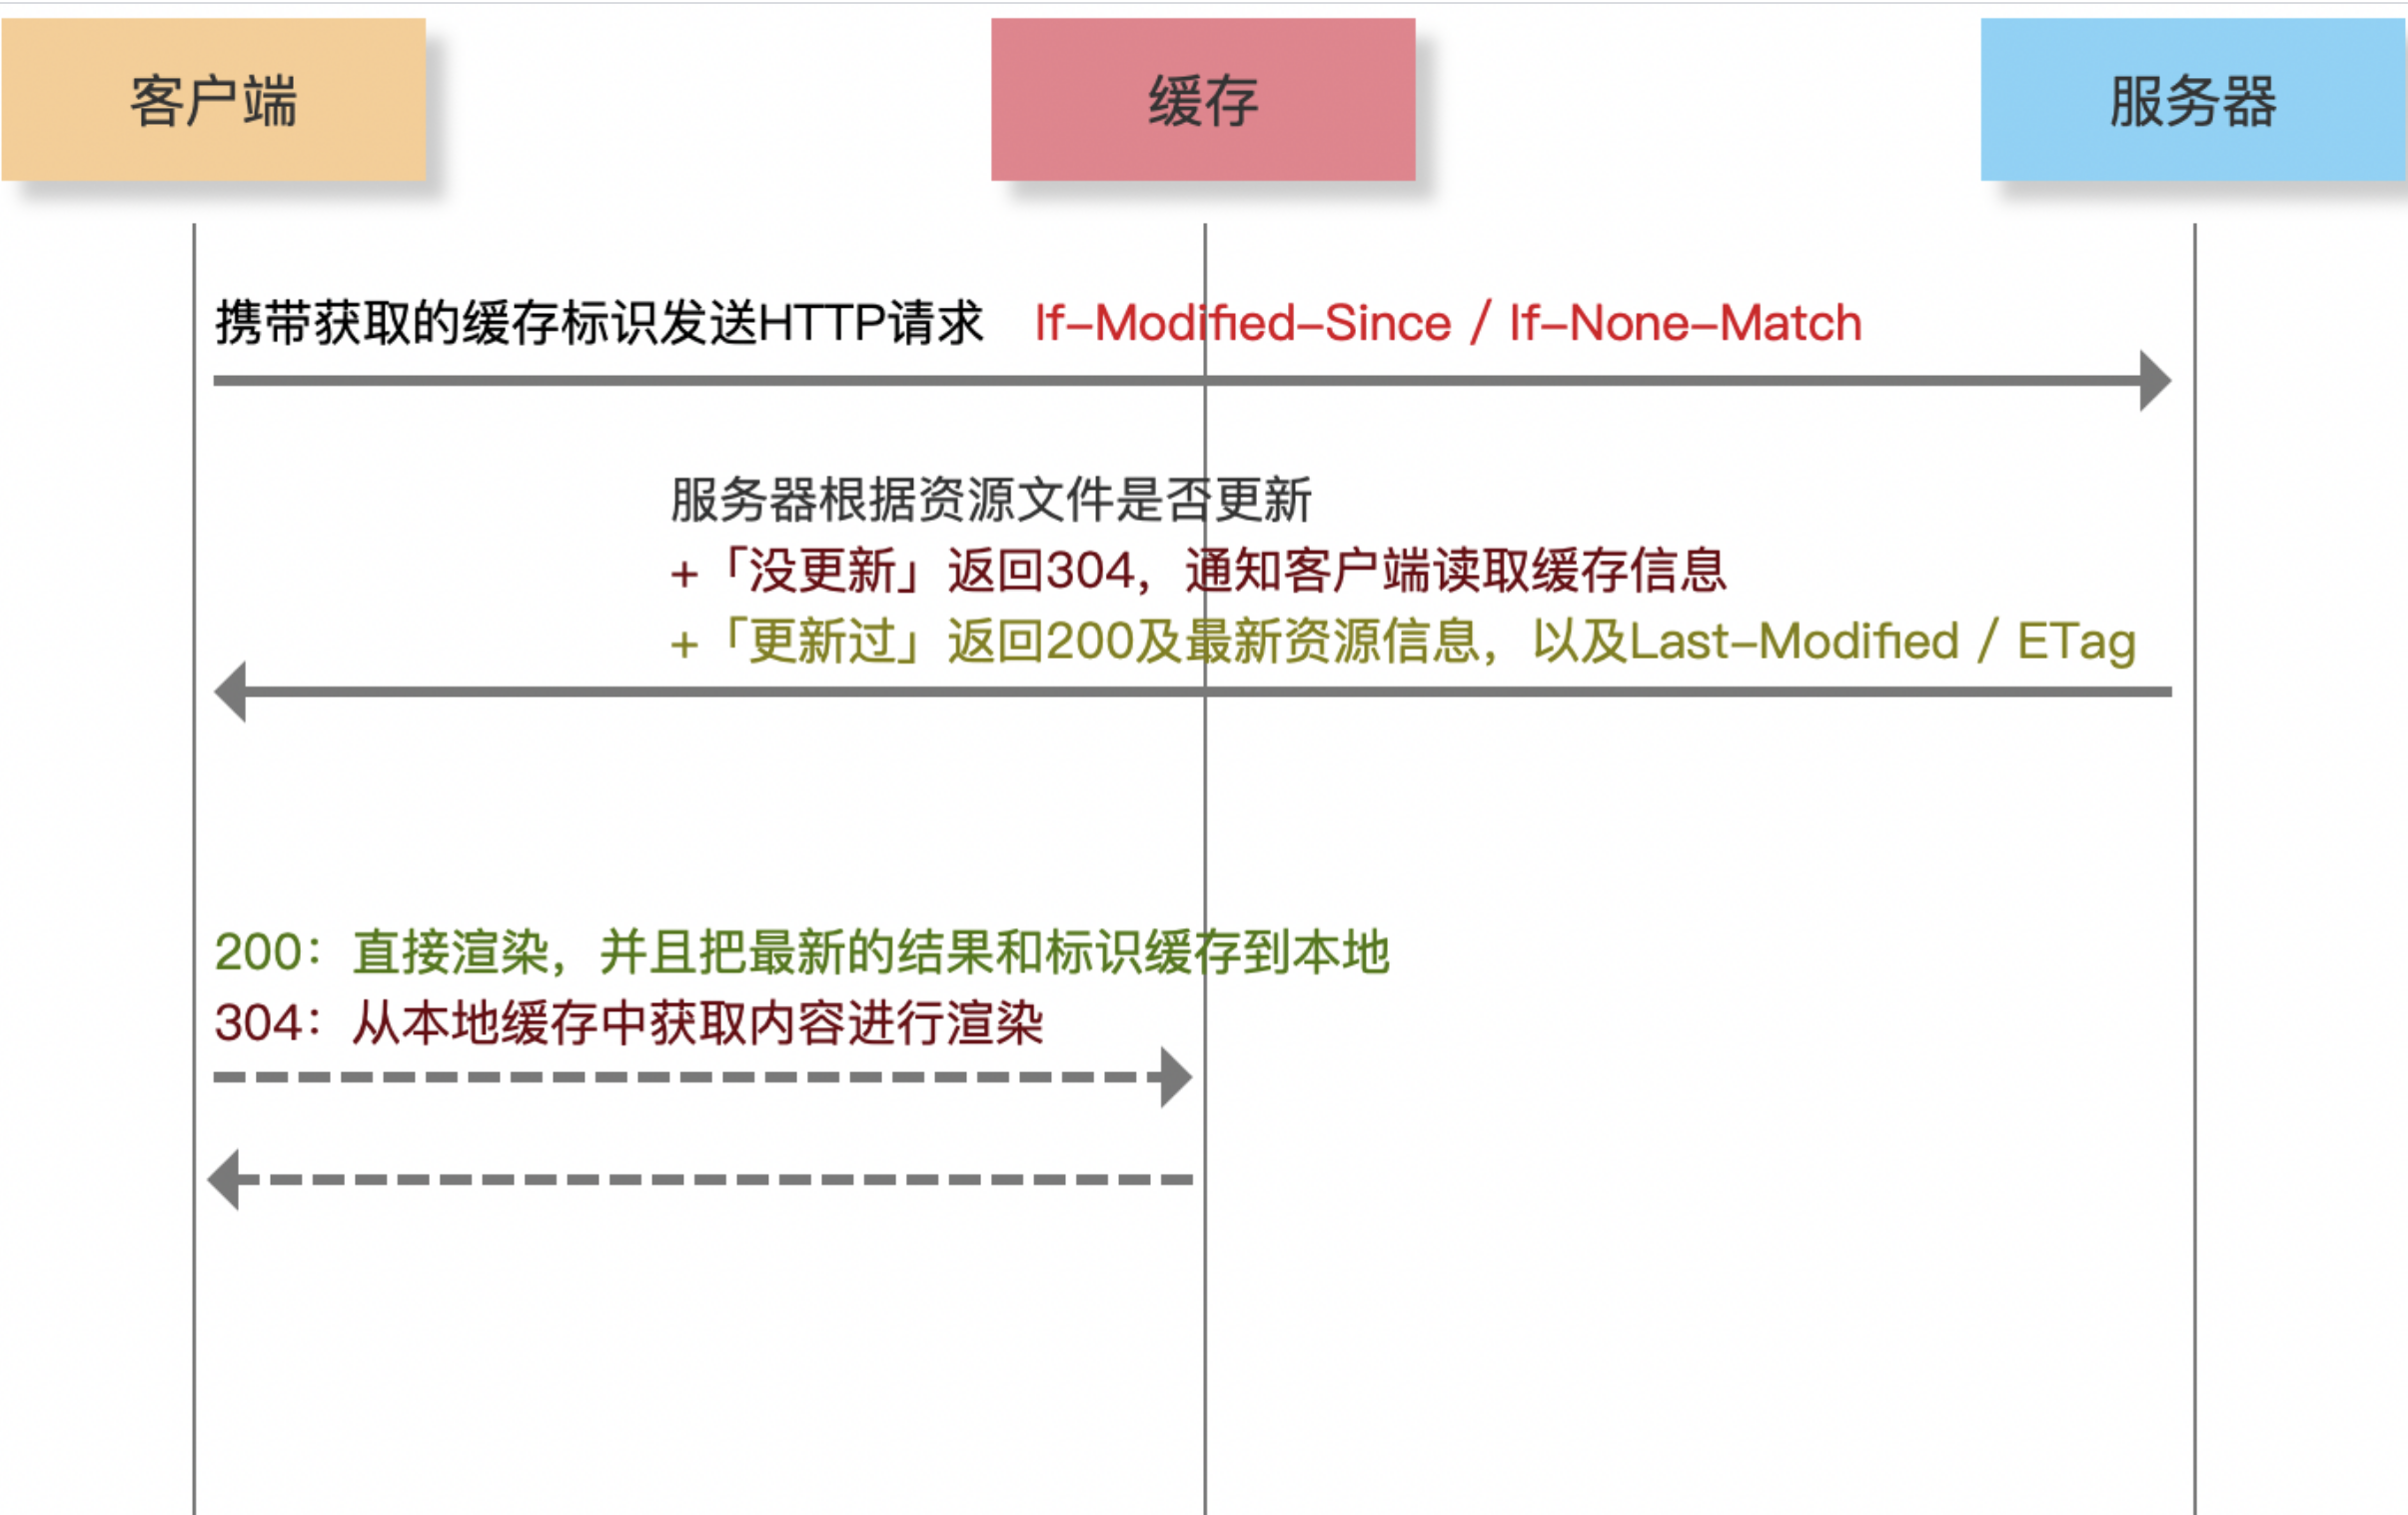 客户端
缓存
服务器
携带获取的缓存标识发送HTTP请求 If-Modified-Since / If-None-Match
服务器根据资源文件是否更新
+「没更新」返回304，通知客户端读取缓存信息
+「更新过」返回200及最新资源信息，以及Last-Modified / ETag
200：直接渲染，并且把最新的结果和标识缓存到本地
304：从本地缓存中获取内容进行渲染